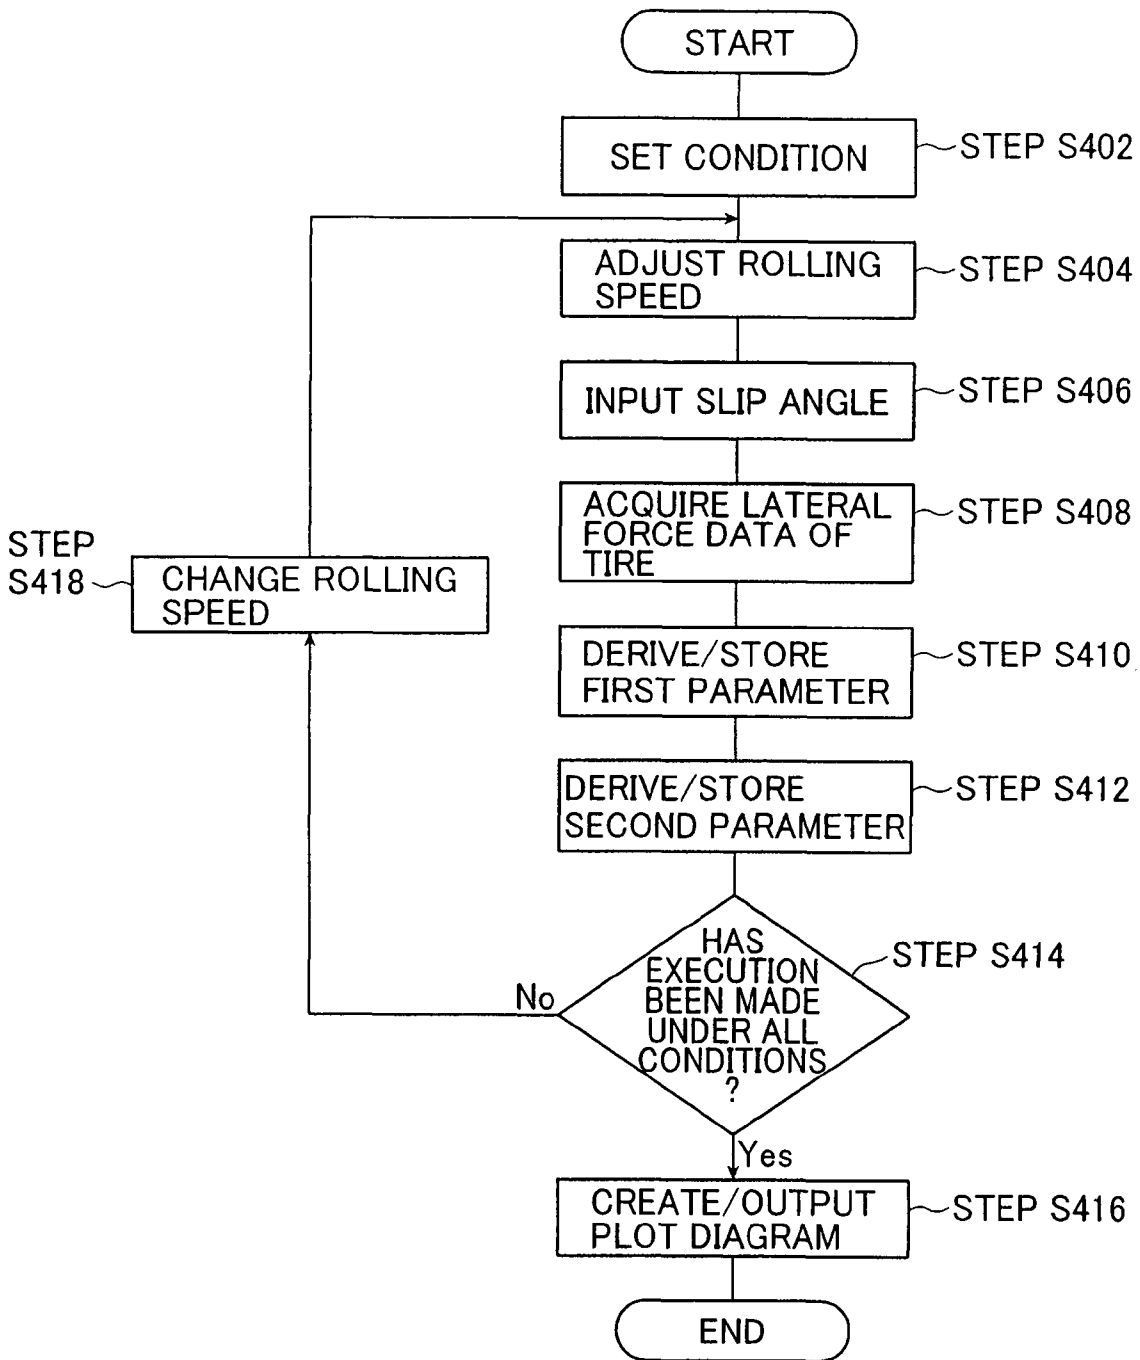 START
SET CONDITION
STEP S402
ADJUST ROLLING
SPEED
STEP S404
INPUT SLIP ANGLE
STEP S406
ACQUIRE LATERAL
FORCE DATA OF
TIRE
STEP S408
STEP
S418
CHANGE ROLLING
SPEED
DERIVE/STORE
FIRST PARAMETER
STEP S410
DERIVE/STORE
SECOND PARAMETER
STEP S412
HAS
EXECUTION
BEEN MADE
UNDER ALL
CONDITIONS
?
STEP S414
No
Yes
CREATE/OUTPUT
PLOT DIAGRAM
STEP S416
END